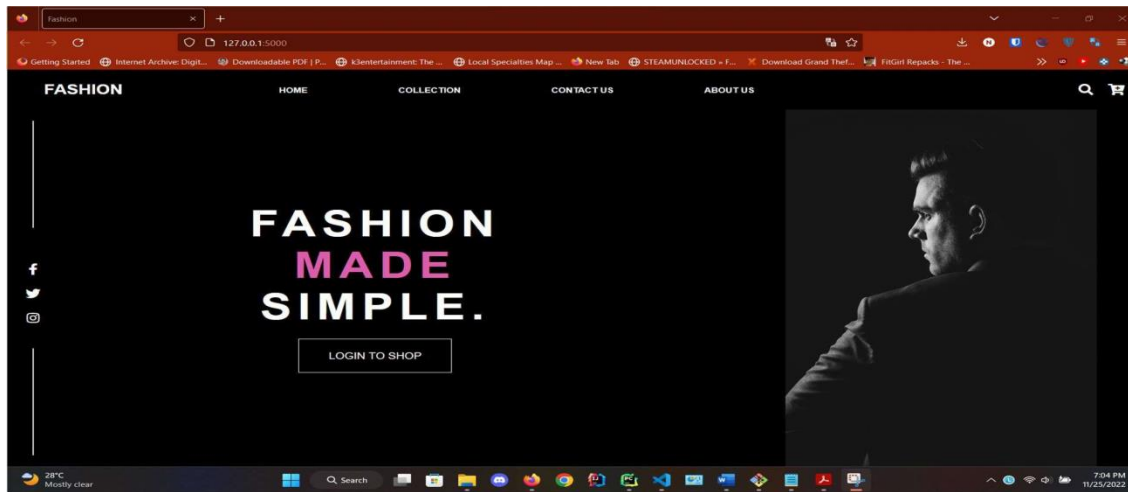 Fashion
127.0.0.1:5000
Getting Started Internet Archive: Digit... Downloadable PDF | P... k3entertainment: The ... Local Specialties Map ... New Tab STEAMUNLOCKED » F... Download Grand Thef... FitGirl Repacks - The ...
FASHION HOME COLLECTION CONTACT US ABOUT US
FASHION
MADE
SIMPLE.
LOGIN TO SHOP
28°C
Mostly clear
Search
7:04 PM
11/25/2022